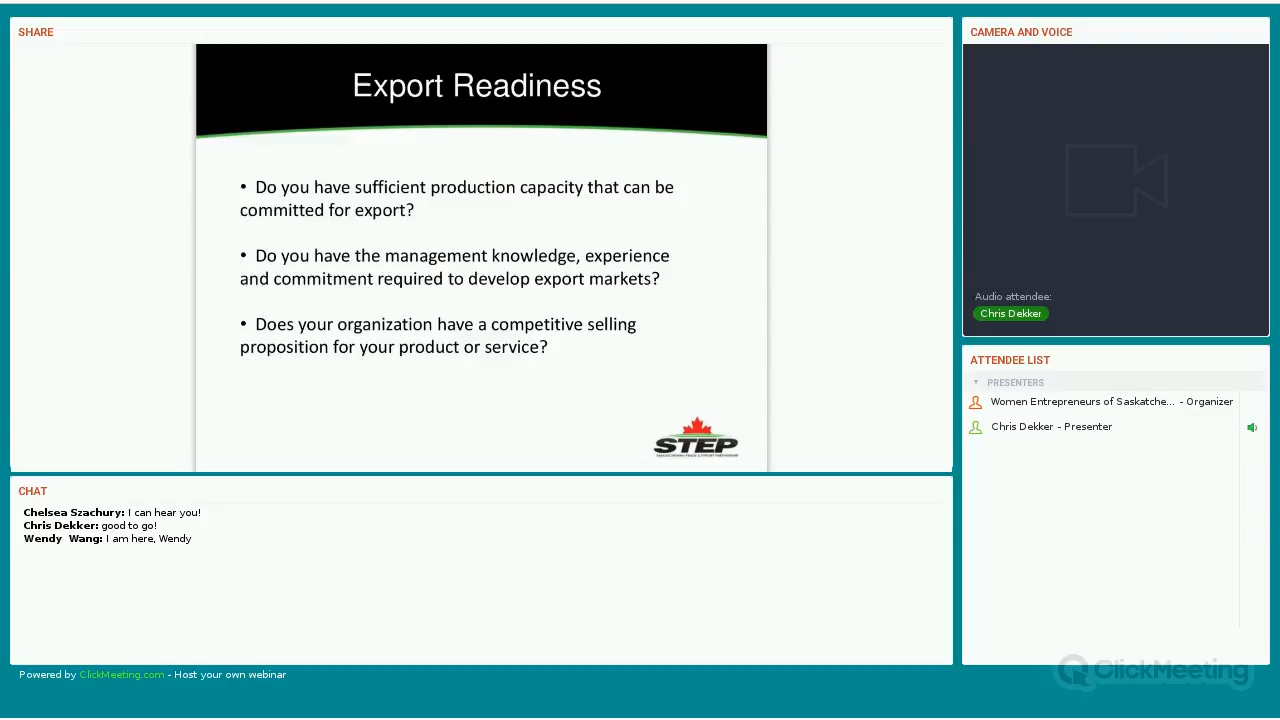 SHARE
Export Readiness
• Do you have sufficient production capacity that can be
committed for export?
• Do you have the management knowledge, experience
and commitment required to develop export markets?
• Does your organization have a competitive selling
proposition for your product or service?
STEP
CHAT
Chelsea Szachury: I can hear you!
Chris Dekker: good to go!
Wendy Wang: I am here, Wendy
CAMERA AND VOICE
Audio attendee:
Chris Dekker
ATTENDEE LIST
PRESENTERS
Women Entrepreneurs of Saskatche... - Organizer
Chris Dekker - Presenter
Powered by ClickMeeting.com - Host your own webinar
ClickMeeting